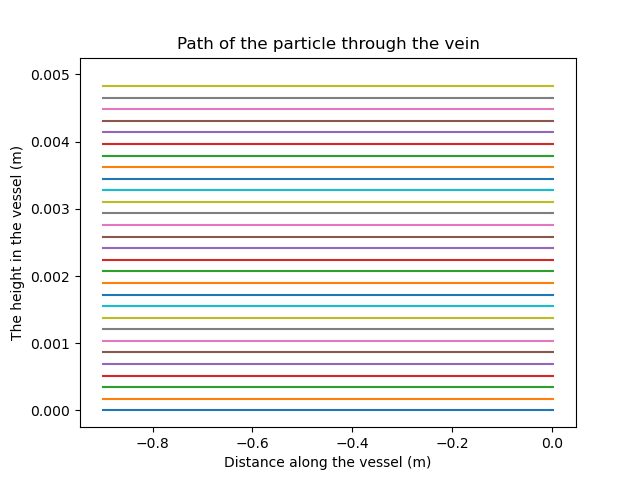 Path of the particle through the vein
0.005
0.004
0.003
0.002
0.001
0.000
The height in the vessel (m)
−0.8 −0.6 −0.4 −0.2 0.0
Distance along the vessel (m)